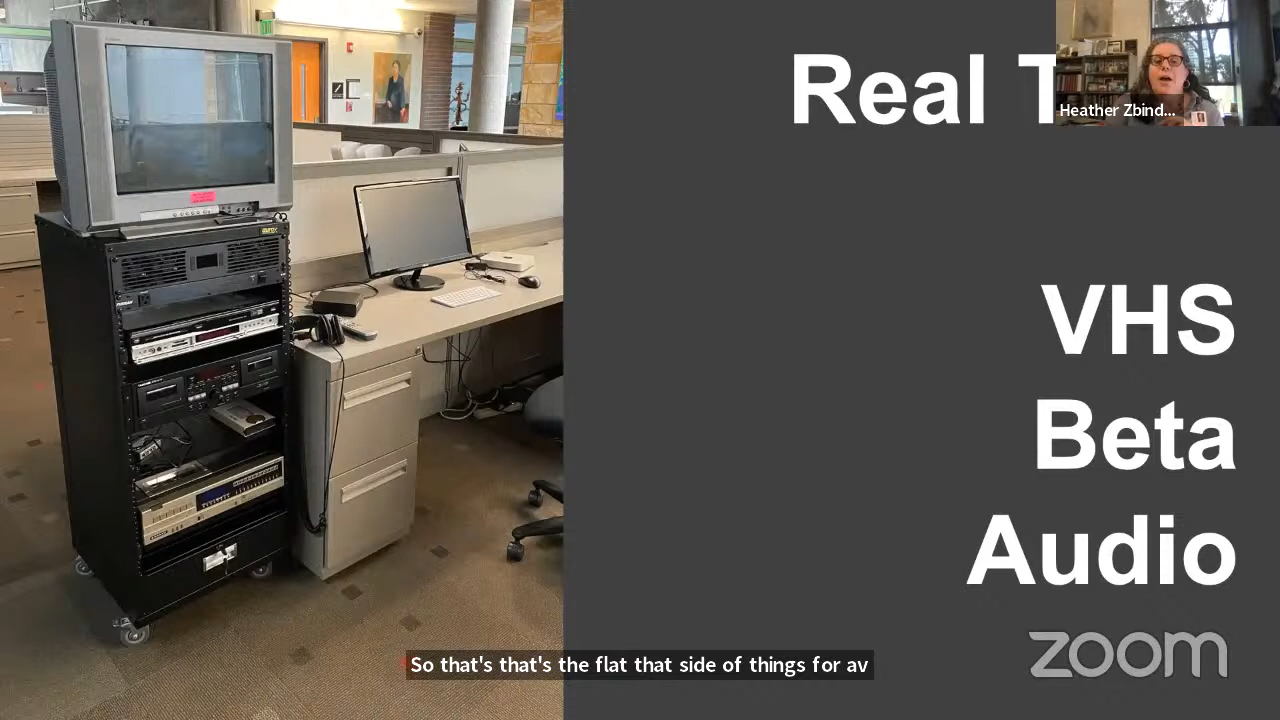 Real T
Heather Zbind...
VHS
Beta
Audio
So that's that's the flat that side of things for av
zoom